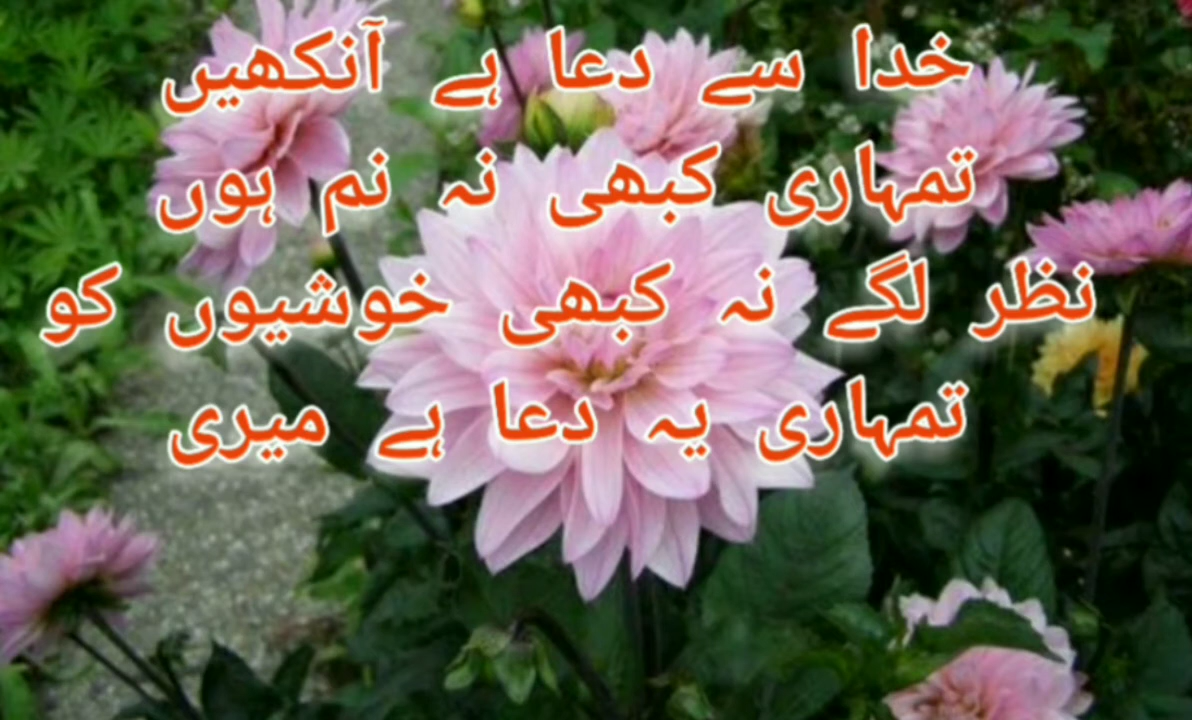 خدا سے دعا ہے آنکھیں
تمہاری کبھی نہ نم ہوں
نظر لگے نہ کبھی خوشیوں کو
تمہاری یہ دعا ہے میری